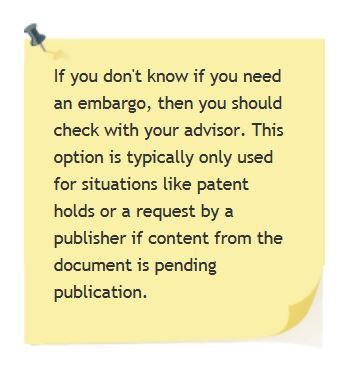 If you don't know if you need
an embargo, then you should
check with your advisor. This
option is typically only used
for situations like patent
holds or a request by a
publisher if content from the
document is pending
publication.